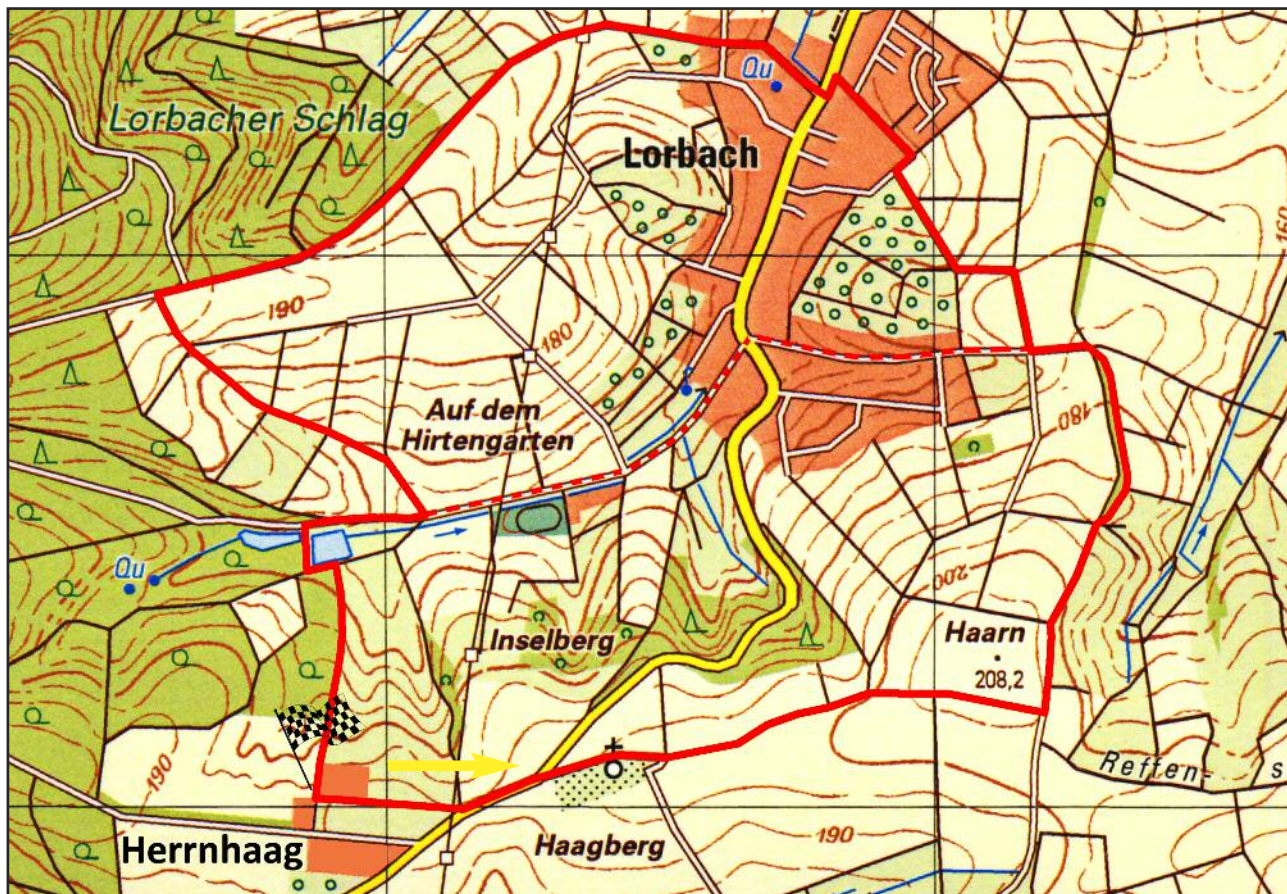 Lorbacher Schlag
Qu
Lorbach
160
190
180
Auf dem
Hirtengärten
180
Qu
200
Inselberg
Haarn
208,2
190
Reffen-
s
Herrnhaag
Haagberg
190